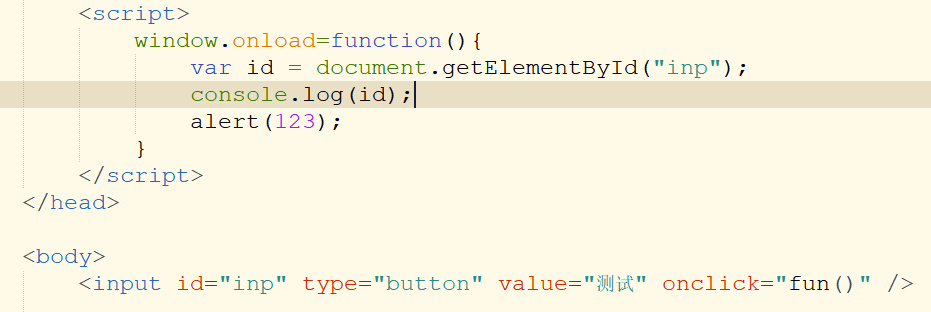 <script>
window.onload=function(){
var id = document.getElementById("inp");
console.log(id);
alert(123);
}
</script>
</head>
<body>
<input id="inp" type="button" value="测试" onclick="fun()" />